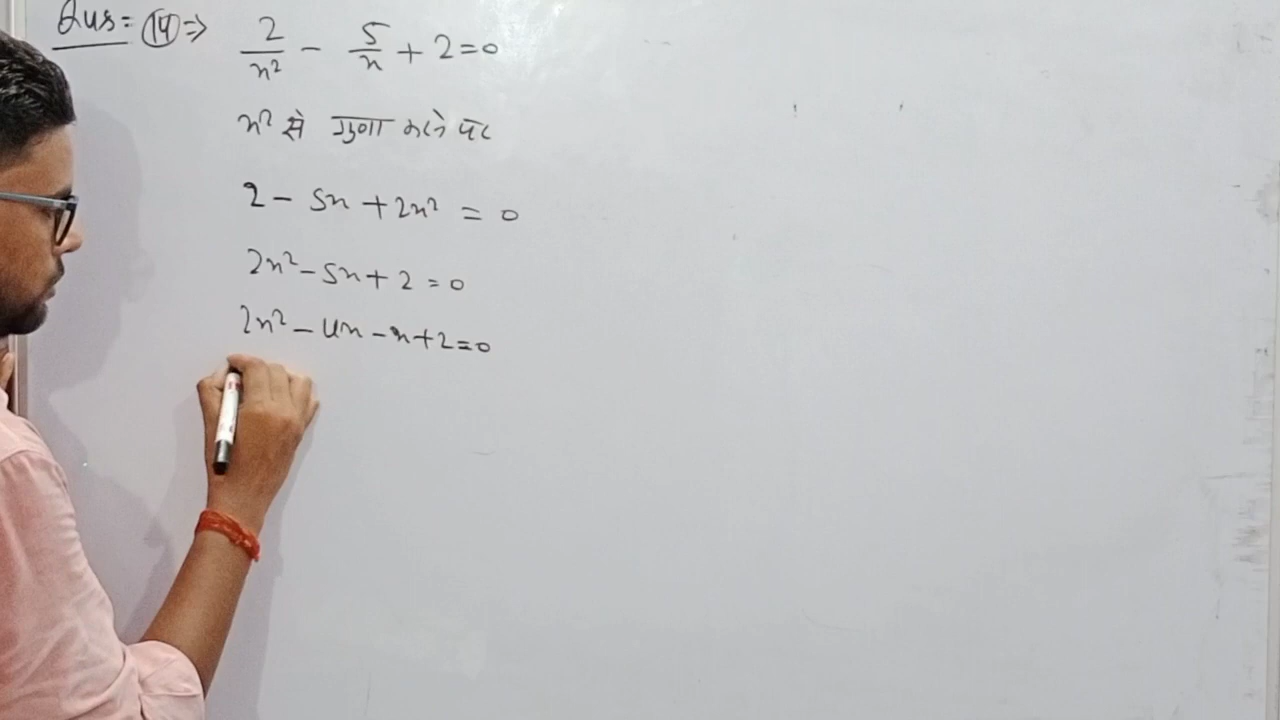 Qus = 14 ⇒ 2/x² - 5/x + 2 = 0
x² से गुणा करने पर
2 - 5x + 2x² = 0
2x² - 5x + 2 = 0
2x² - 4x - x + 2 = 0